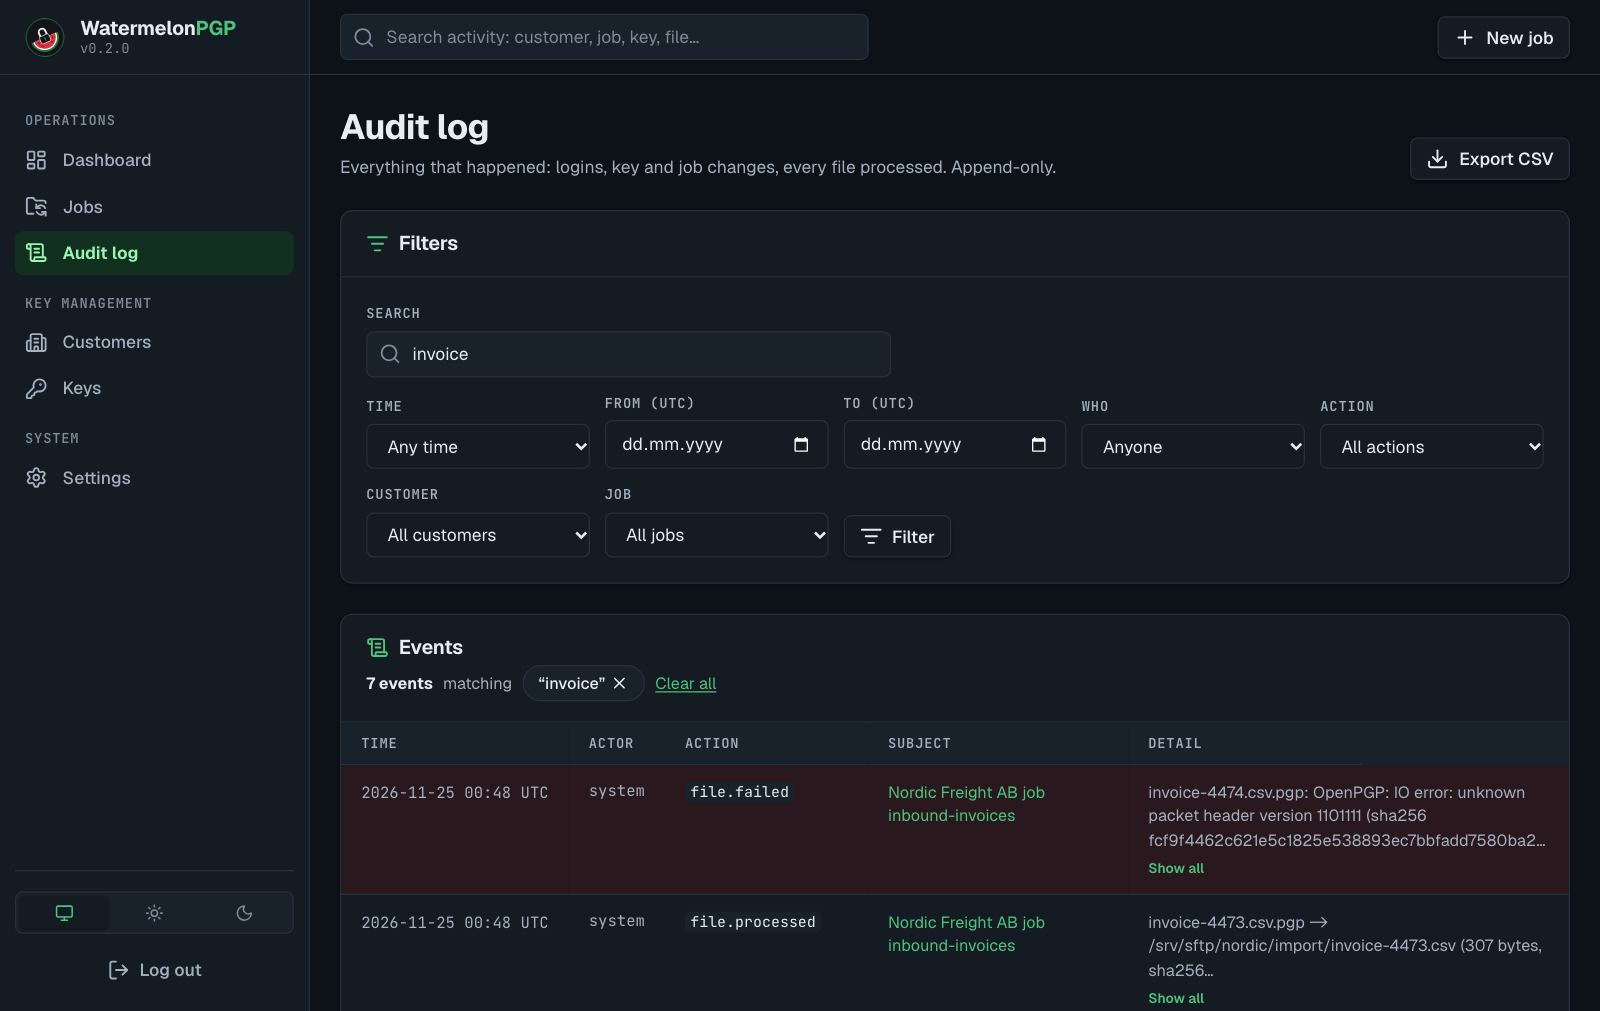 WatermelonPGP
v0.2.0
Search activity: customer, job, key, file...
New job
OPERATIONS
Dashboard
Jobs
Audit log
KEY MANAGEMENT
Customers
Keys
SYSTEM
Settings
Log out
Audit log
Everything that happened: logins, key and job changes, every file processed. Append-only.
Export CSV
Filters
SEARCH
invoice
TIME
FROM (UTC)
TO (UTC)
WHO
ACTION
Any time
dd.mm.yyyy
dd.mm.yyyy
Anyone
All actions
CUSTOMER
JOB
All customers
All jobs
Filter
Events
7 events matching “invoice” Clear all
TIME ACTOR ACTION SUBJECT DETAIL
2026-11-25 00:48 UTC system file.failed
Nordic Freight AB job
inbound-invoices
invoice-4474.csv.pgp: OpenPGP: IO error: unknown
packet header version 1101111 (sha256
fcf9f4462c621e5c1825e538893ec7bbfadd7580ba2...
Show all
2026-11-25 00:48 UTC system file.processed
Nordic Freight AB job
inbound-invoices
invoice-4473.csv.pgp →
/srv/sftp/nordic/import/invoice-4473.csv (307 bytes,
sha256...
Show all